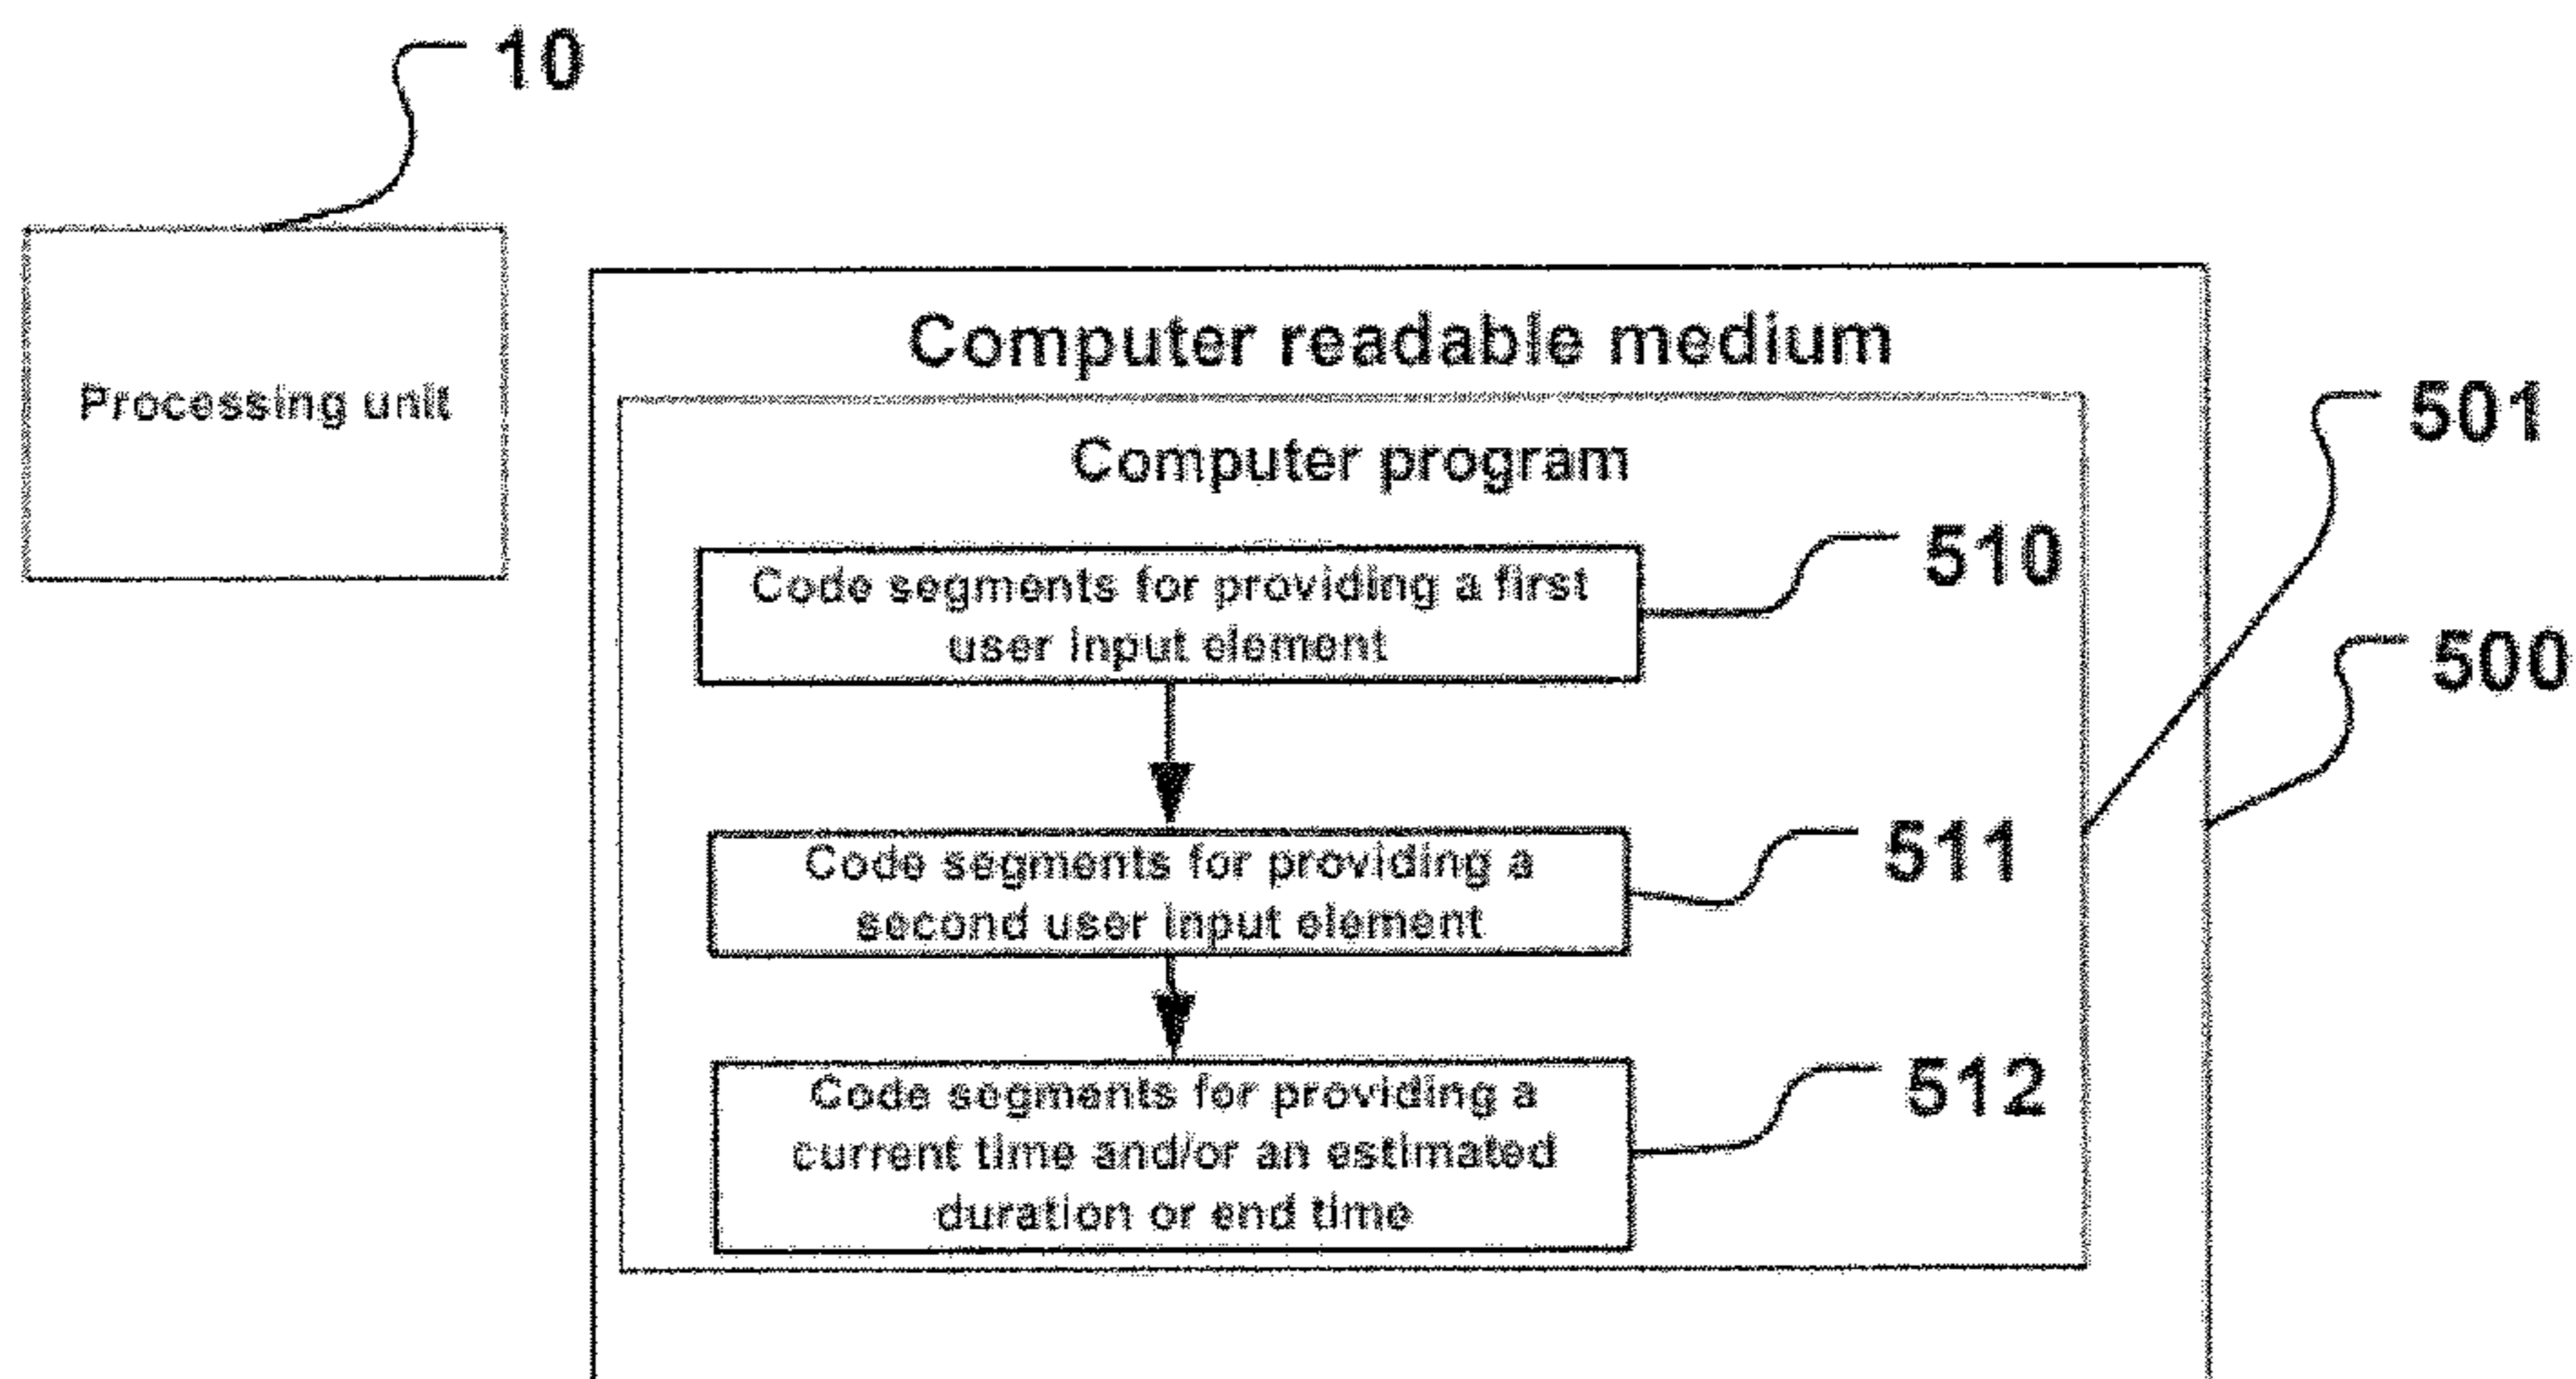 10
Processing unit
Computer readable medium
Computer program
501
Code segments for providing a first
user input element
510
500
Code segments for providing a
second user input element
511
Code segments for providing a
current time and/or an estimated
duration or end time
512